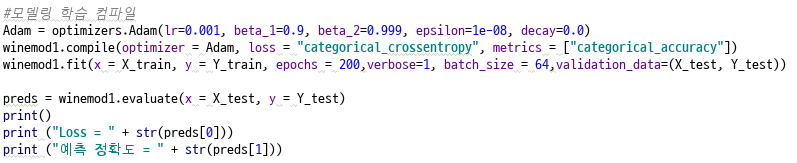 #모델링 학습 컴파일
Adam = optimizers.Adam(lr=0.001, beta_1=0.9, beta_2=0.999, epsilon=1e-08, decay=0.0)
winemod1.compile(optimizer = Adam, loss = "categorical_crossentropy", metrics = ["categorical_accuracy"])
winemod1.fit(x = X_train, y = Y_train, epochs = 200,verbose=1, batch_size = 64,validation_data=(X_test, Y_test))
preds = winemod1.evaluate(x = X_test, y = Y_test)
print()
print ("Loss = " + str(preds[0]))
print ("예측 정확도 = " + str(preds[1]))